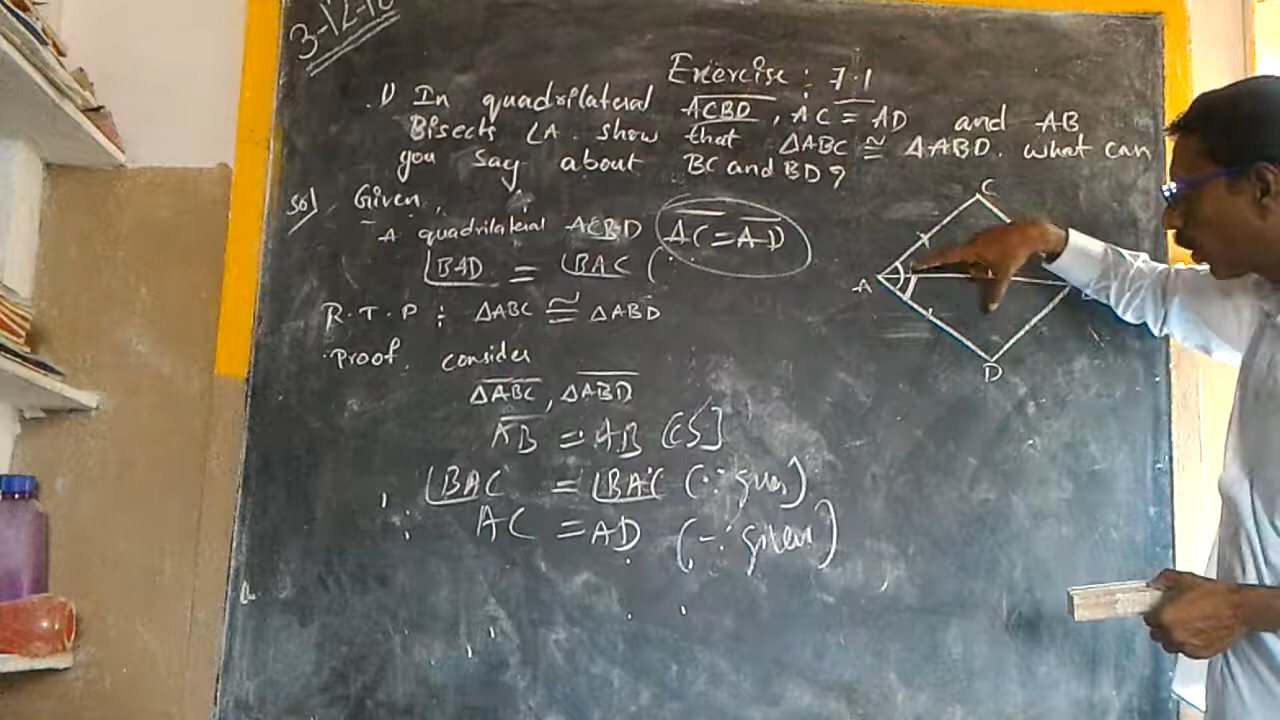 3-12-18
Exercise : 7.1
1) In quadrilateral ACBD, AC = AD and AB
Bisects ∠A. show that ΔABC ≅ ΔABD. what can
you say about BC and BD?
Sol Given,
A quadrilateral ACBD AC = AD
∠BAD = ∠BAC (∵
R.T.P : ΔABC ≅ ΔABD
Proof. consider
ΔABC, ΔABD
AB = AB (S]
∠BAC = ∠BAC (∵ given)
∴ AC = AD (∵ given)
C
A
D